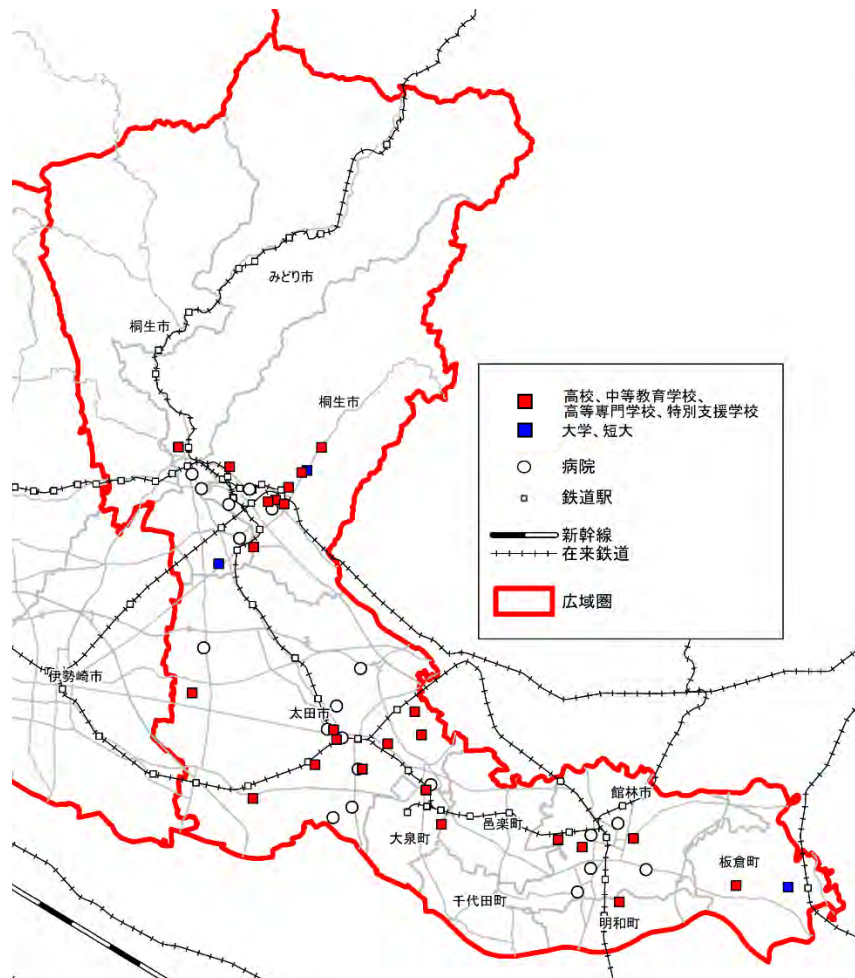 みどり市
桐生市
桐生市
高校、中等教育学校、
高等専門学校、特別支援学校
大学、短大
病院
鉄道駅
新幹線
在来鉄道
広域圏
伊勢崎市
太田市
館林市
大泉町
邑楽町
板倉町
千代田町
明和町